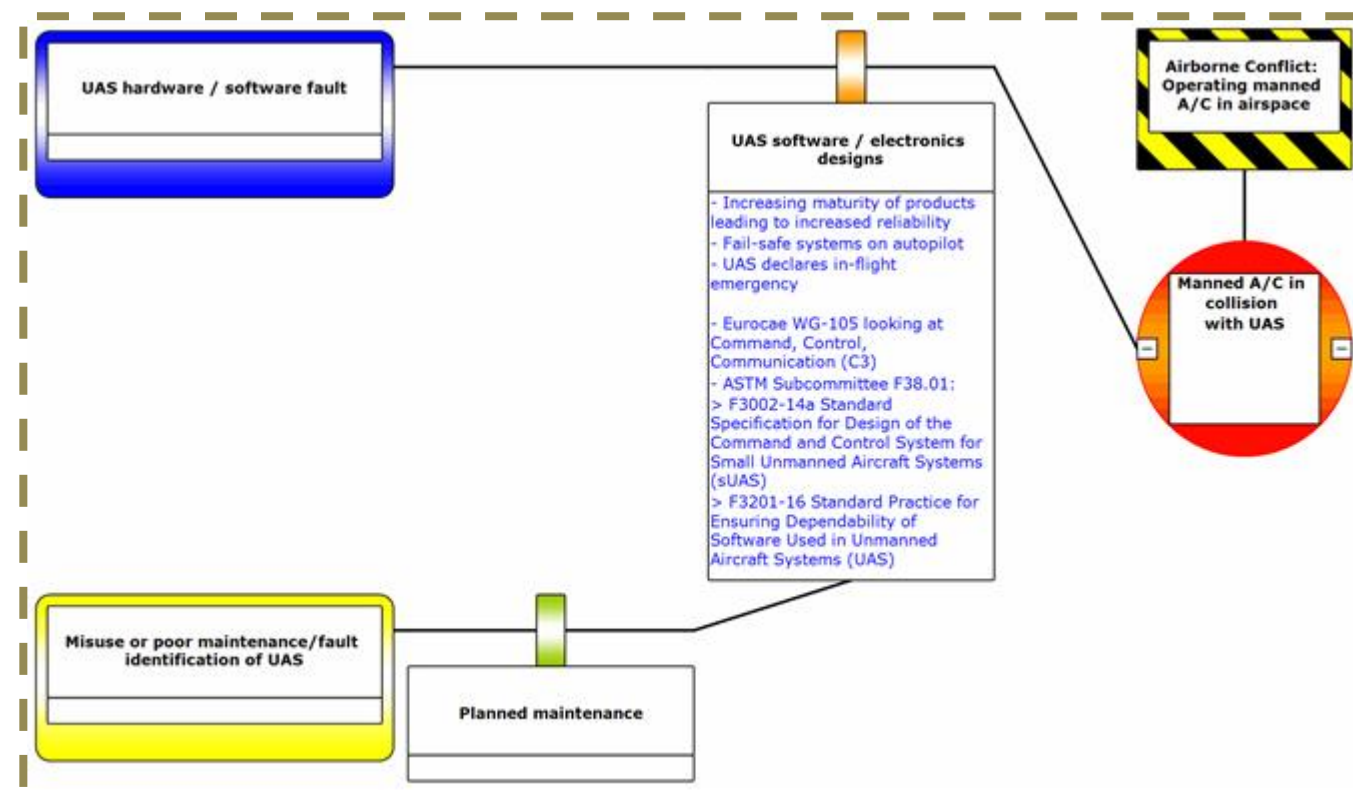 UAS hardware / software fault
UAS software / electronics
designs
- Increasing maturity of products
leading to increased reliability
- Fail-safe systems on autopilot
- UAS declares in-flight
emergency
- Eurocae WG-105 looking at
Command, Control,
Communication (C3)
- ASTM Subcommittee F38.01:
> F3002-14a Standard
Specification for Design of the
Command and Control System for
Small Unmanned Aircraft Systems
(sUAS)
> F3201-16 Standard Practice for
Ensuring Dependability of
Software Used in Unmanned
Aircraft Systems (UAS)
Airborne Conflict:
Operating manned
A/C in airspace
Manned A/C in
collision
with UAS
Misuse or poor maintenance/fault
identification of UAS
Planned maintenance